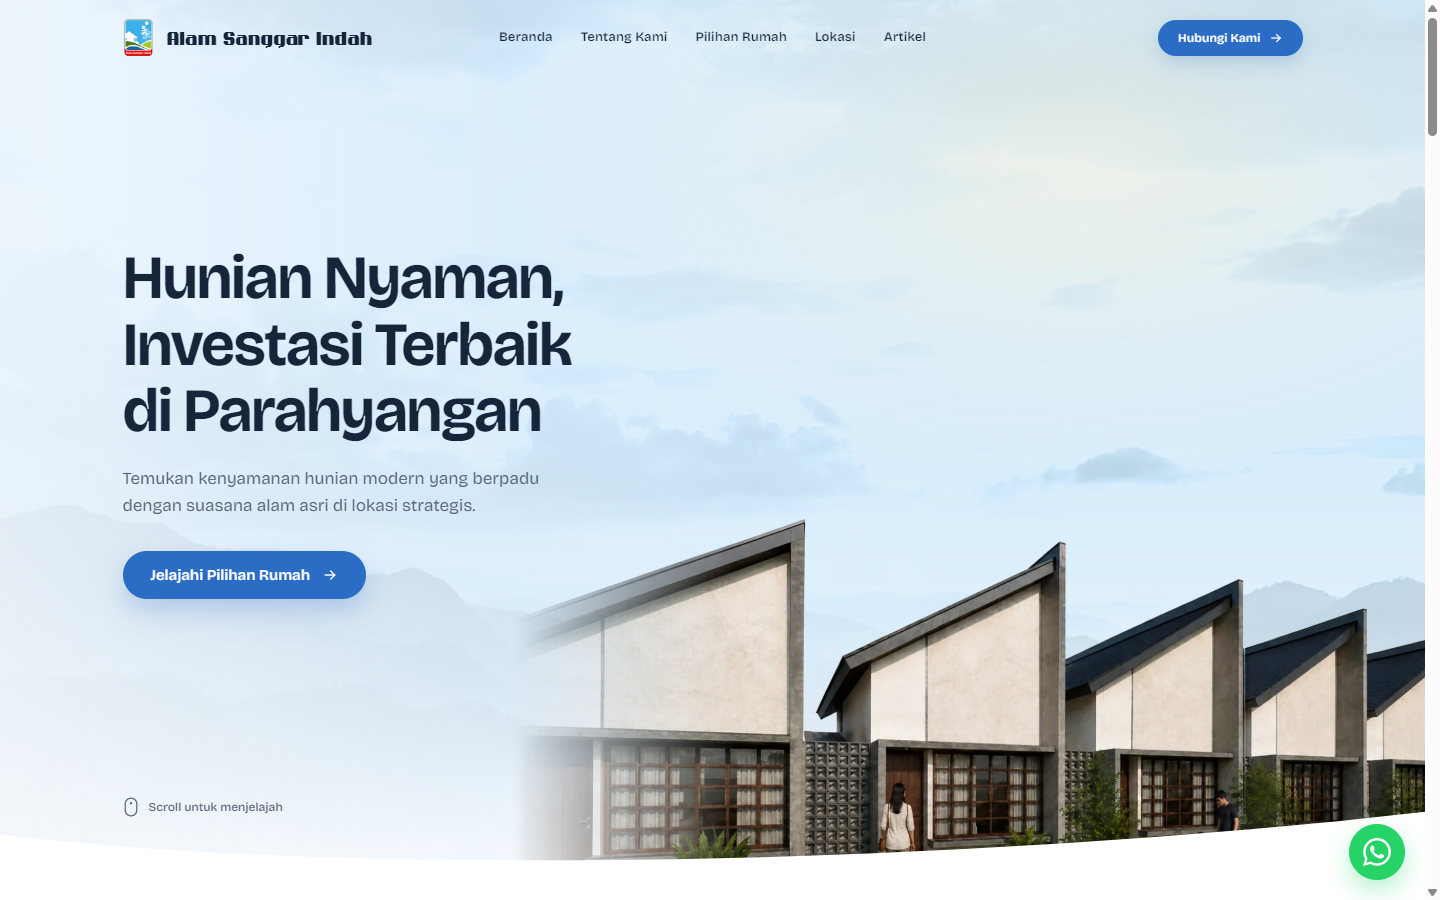 Alam Sanggar Indah
Beranda
Tentang Kami
Pilihan Rumah
Lokasi
Artikel
Hubungi Kami
Hunian Nyaman,
Investasi Terbaik
di Parahyangan
Temukan kenyamanan hunian modern yang berpadu
dengan suasana alam asri di lokasi strategis.
Jelajahi Pilihan Rumah
Scroll untuk menjelajah